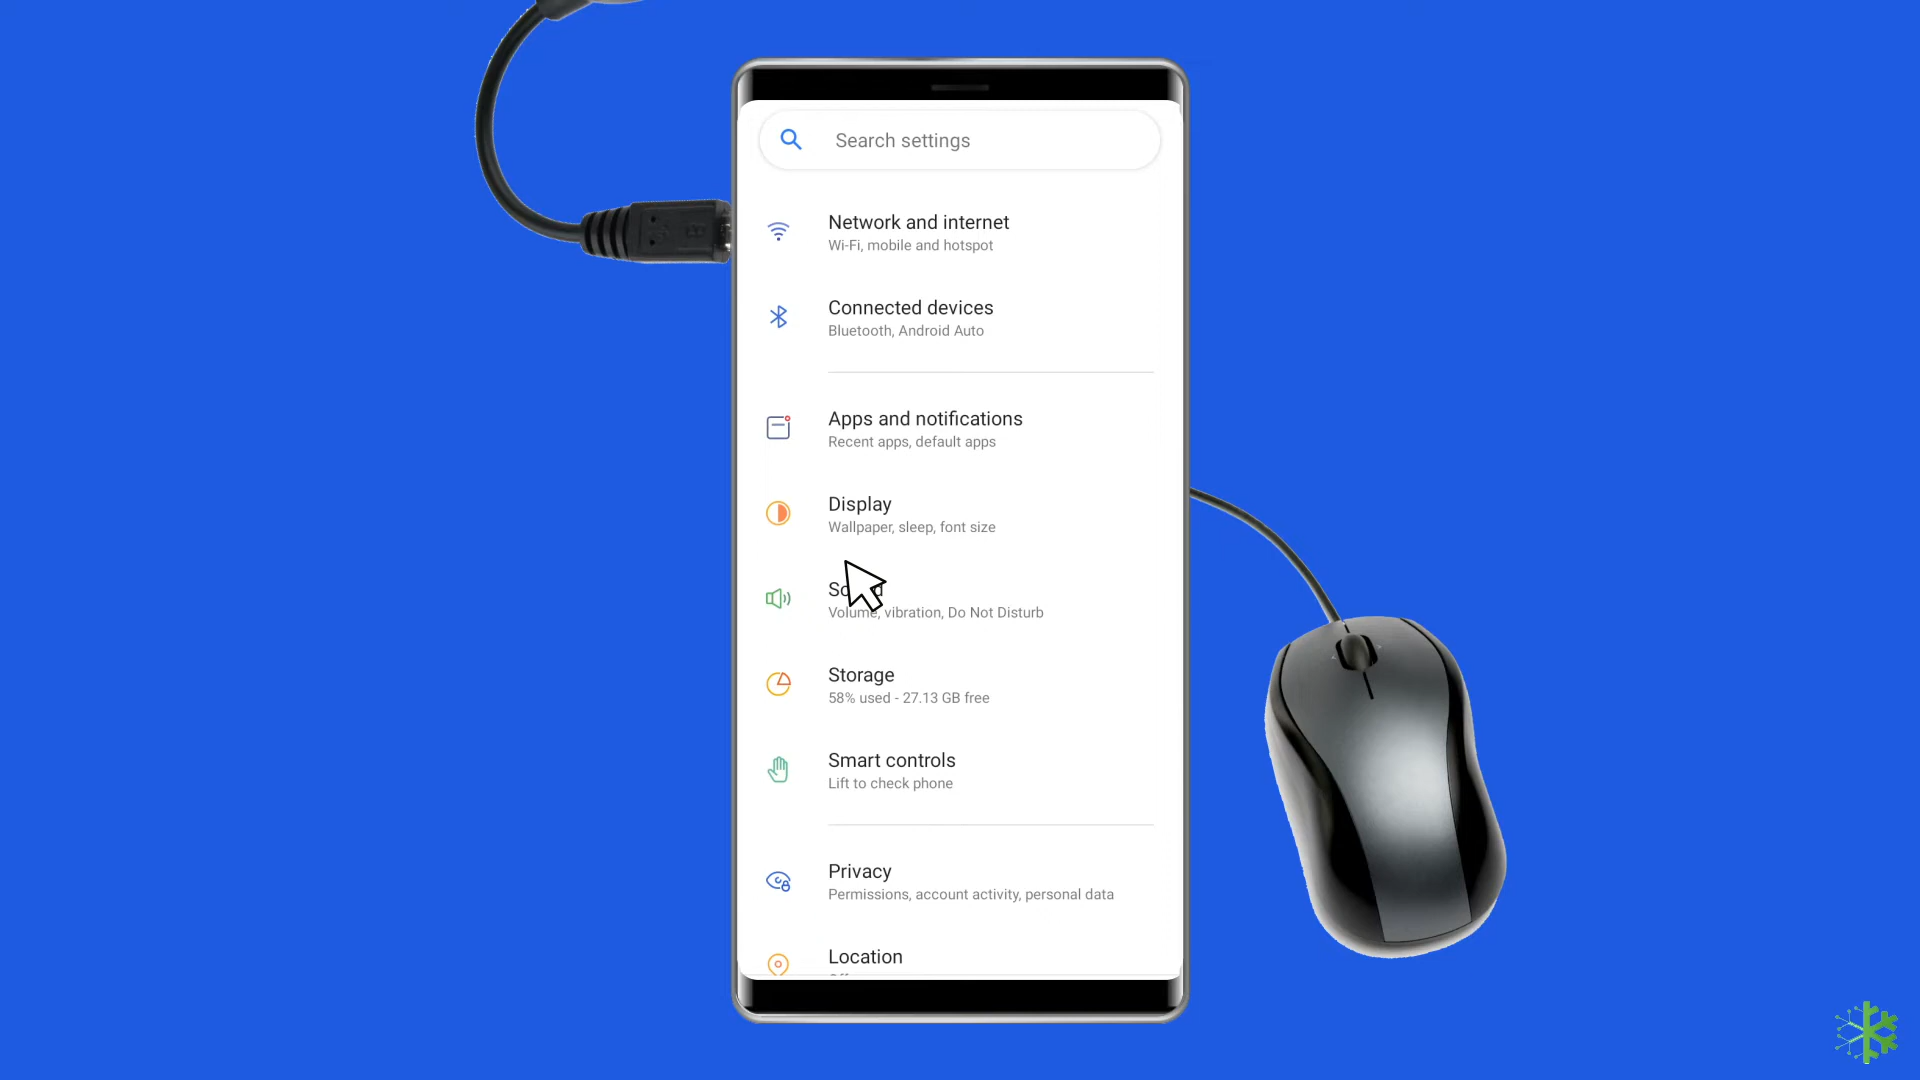 Search settings
Network and internet
Wi-Fi, mobile and hotspot
Connected devices
Bluetooth, Android Auto
Apps and notifications
Recent apps, default apps
Display
Wallpaper, sleep, font size
Volume, vibration, Do Not Disturb
Storage
58% used - 27.13 GB free
Smart controls
Lift to check phone
Privacy
Permissions, account activity, personal data
Location